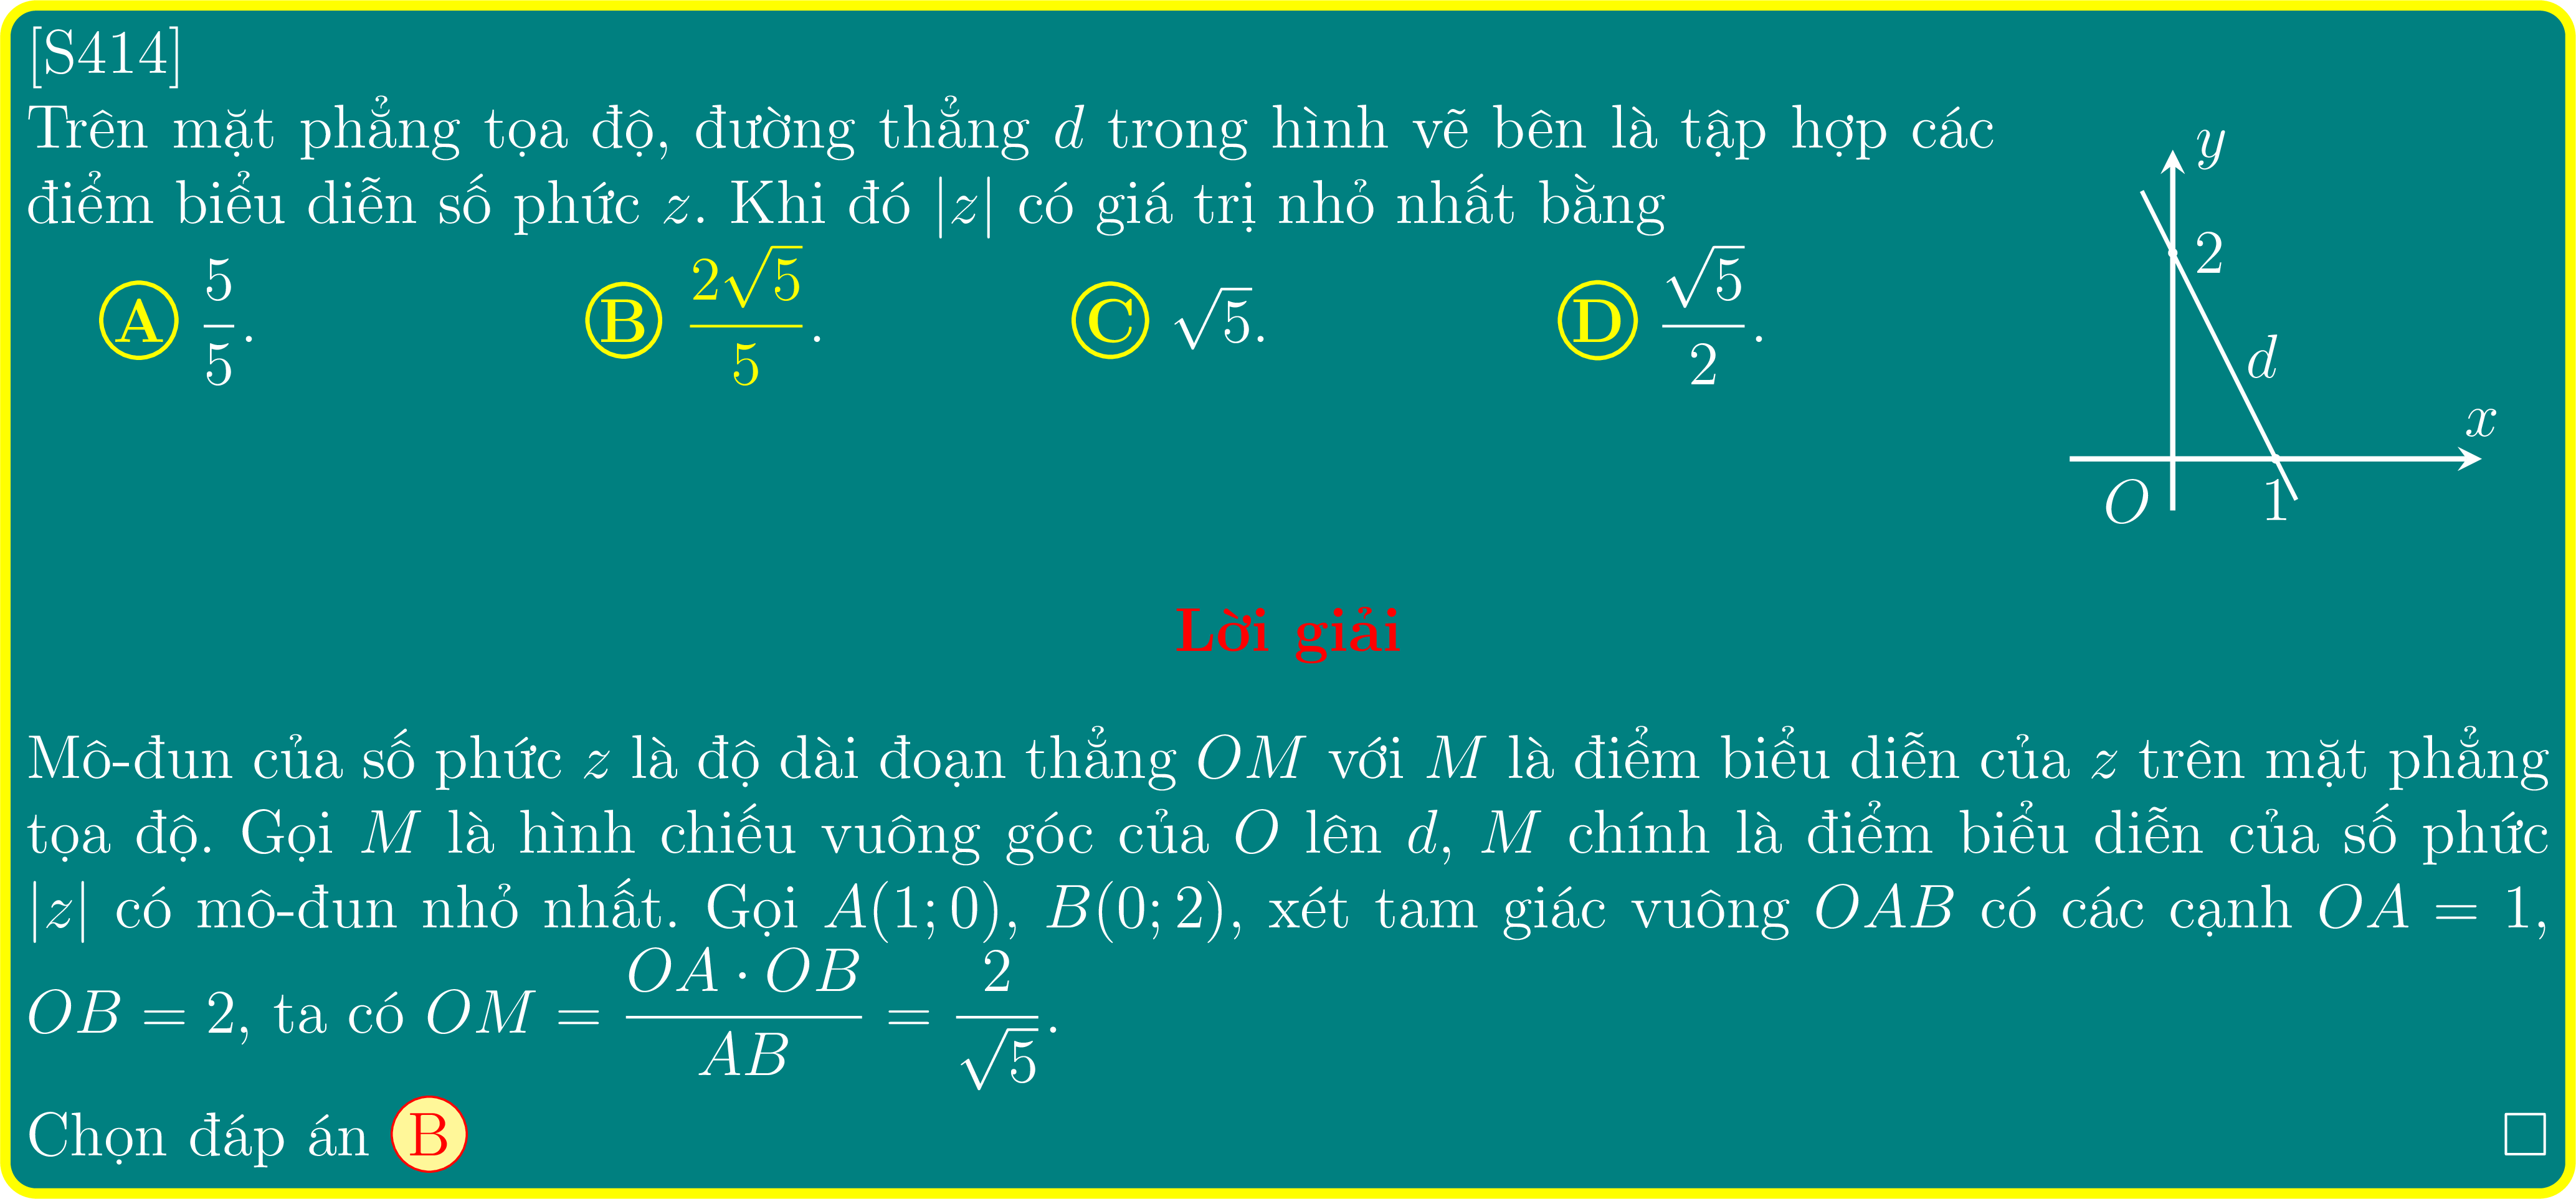 [S414]
Trên mặt phẳng tọa độ, đường thẳng d trong hình vẽ bên là tập hợp các
điểm biểu diễn số phức z. Khi đó |z| có giá trị nhỏ nhất bằng
A $\frac{5}{5}$. B $\frac{2\sqrt{5}}{5}$. C $\sqrt{5}$. D $\frac{\sqrt{5}}{2}$.
y
2
d
x
O 1
Lời giải
Mô-đun của số phức z là độ dài đoạn thẳng OM với M là điểm biểu diễn của z trên mặt phẳng
tọa độ. Gọi M là hình chiếu vuông góc của O lên d, M chính là điểm biểu diễn của số phức
|z| có mô-đun nhỏ nhất. Gọi A(1; 0), B(0; 2), xét tam giác vuông OAB có các cạnh OA = 1,
OB = 2, ta có $OM = \frac{OA \cdot OB}{AB} = \frac{2}{\sqrt{5}}$.
Chọn đáp án B □